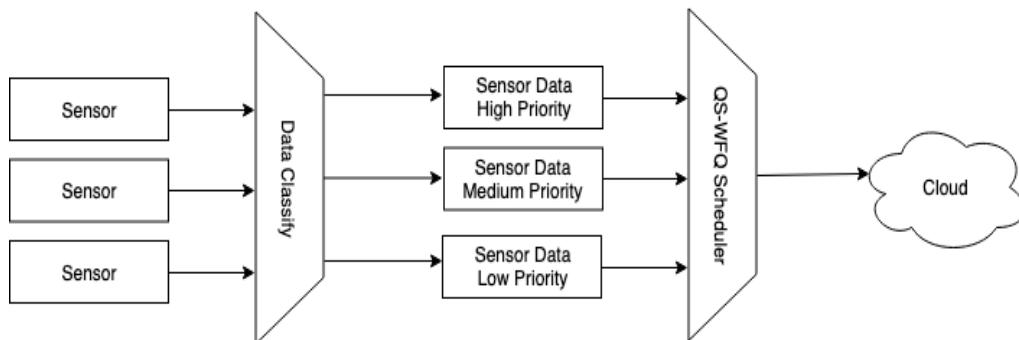 Sensor
Sensor
Sensor
Data Classify
Sensor Data
High Priority
Sensor Data
Medium Priority
Sensor Data
Low Priority
QS-WFQ Scheduler
Cloud